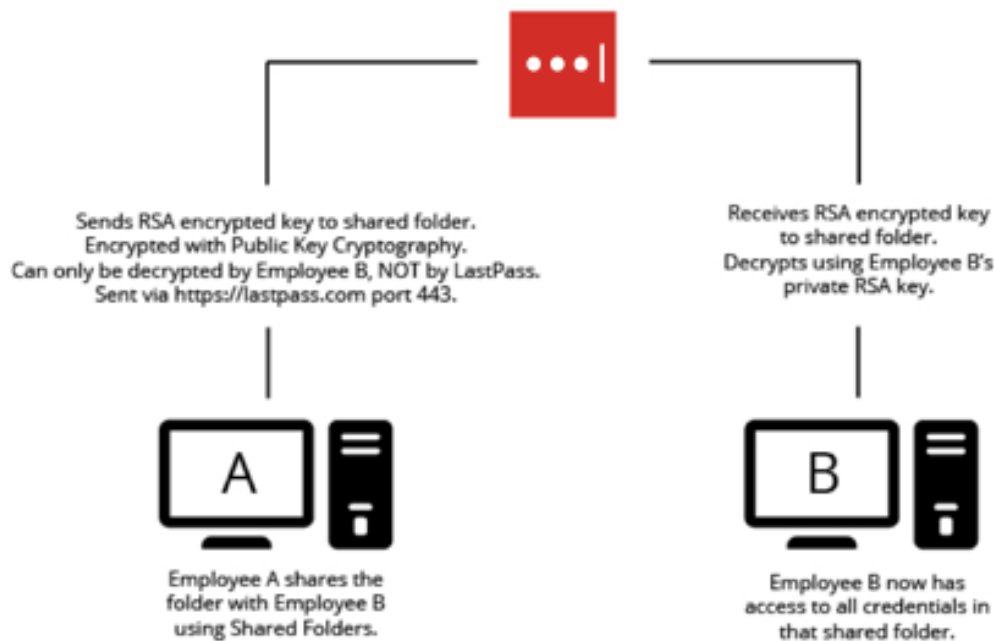 Sends RSA encrypted key to shared folder.
Encrypted with Public Key Cryptography.
Can only be decrypted by Employee B, NOT by LastPass.
Sent via https://lastpass.com port 443.
Receives RSA encrypted key
to shared folder.
Decrypts using Employee B's
private RSA key.
A
B
Employee A shares the
folder with Employee B
using Shared Folders.
Employee B now has
access to all credentials in
that shared folder.